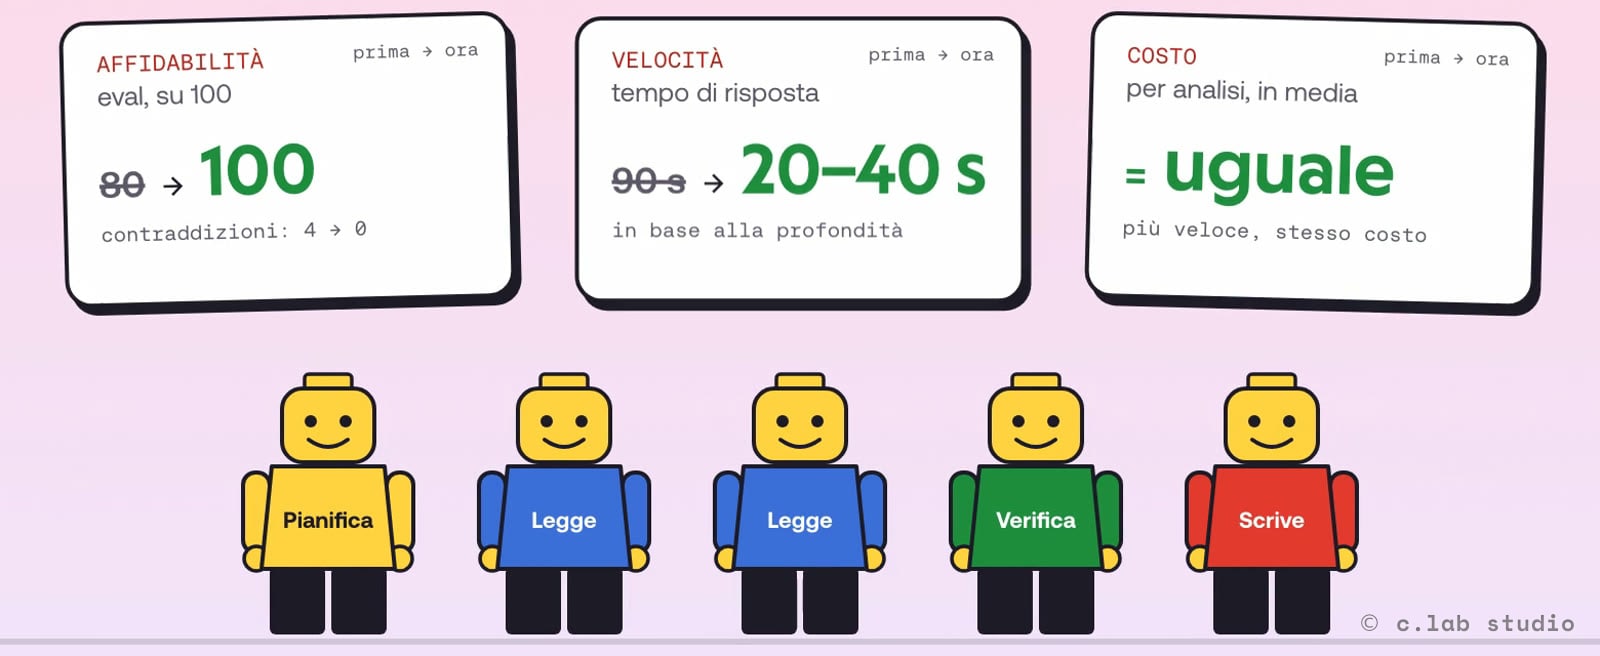 AFFIDABILITÀ
prima → ora
eval, su 100
80 → 100
contraddizioni: 4 → 0
VELOCITÀ
prima → ora
tempo di risposta
90 s → 20–40 s
in base alla profondità
COSTO
prima → ora
per analisi, in media
= uguale
più veloce, stesso costo
Pianifica
Legge
Legge
Verifica
Scrive
© c.lab studio